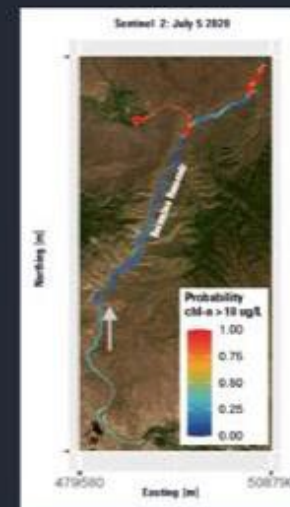 Sentinel 2: July 5 2020
Northing [m]
Probability
chl-a > 10 ug/L
1.00
0.75
0.50
0.25
0.00
479580
508790
Easting [m]